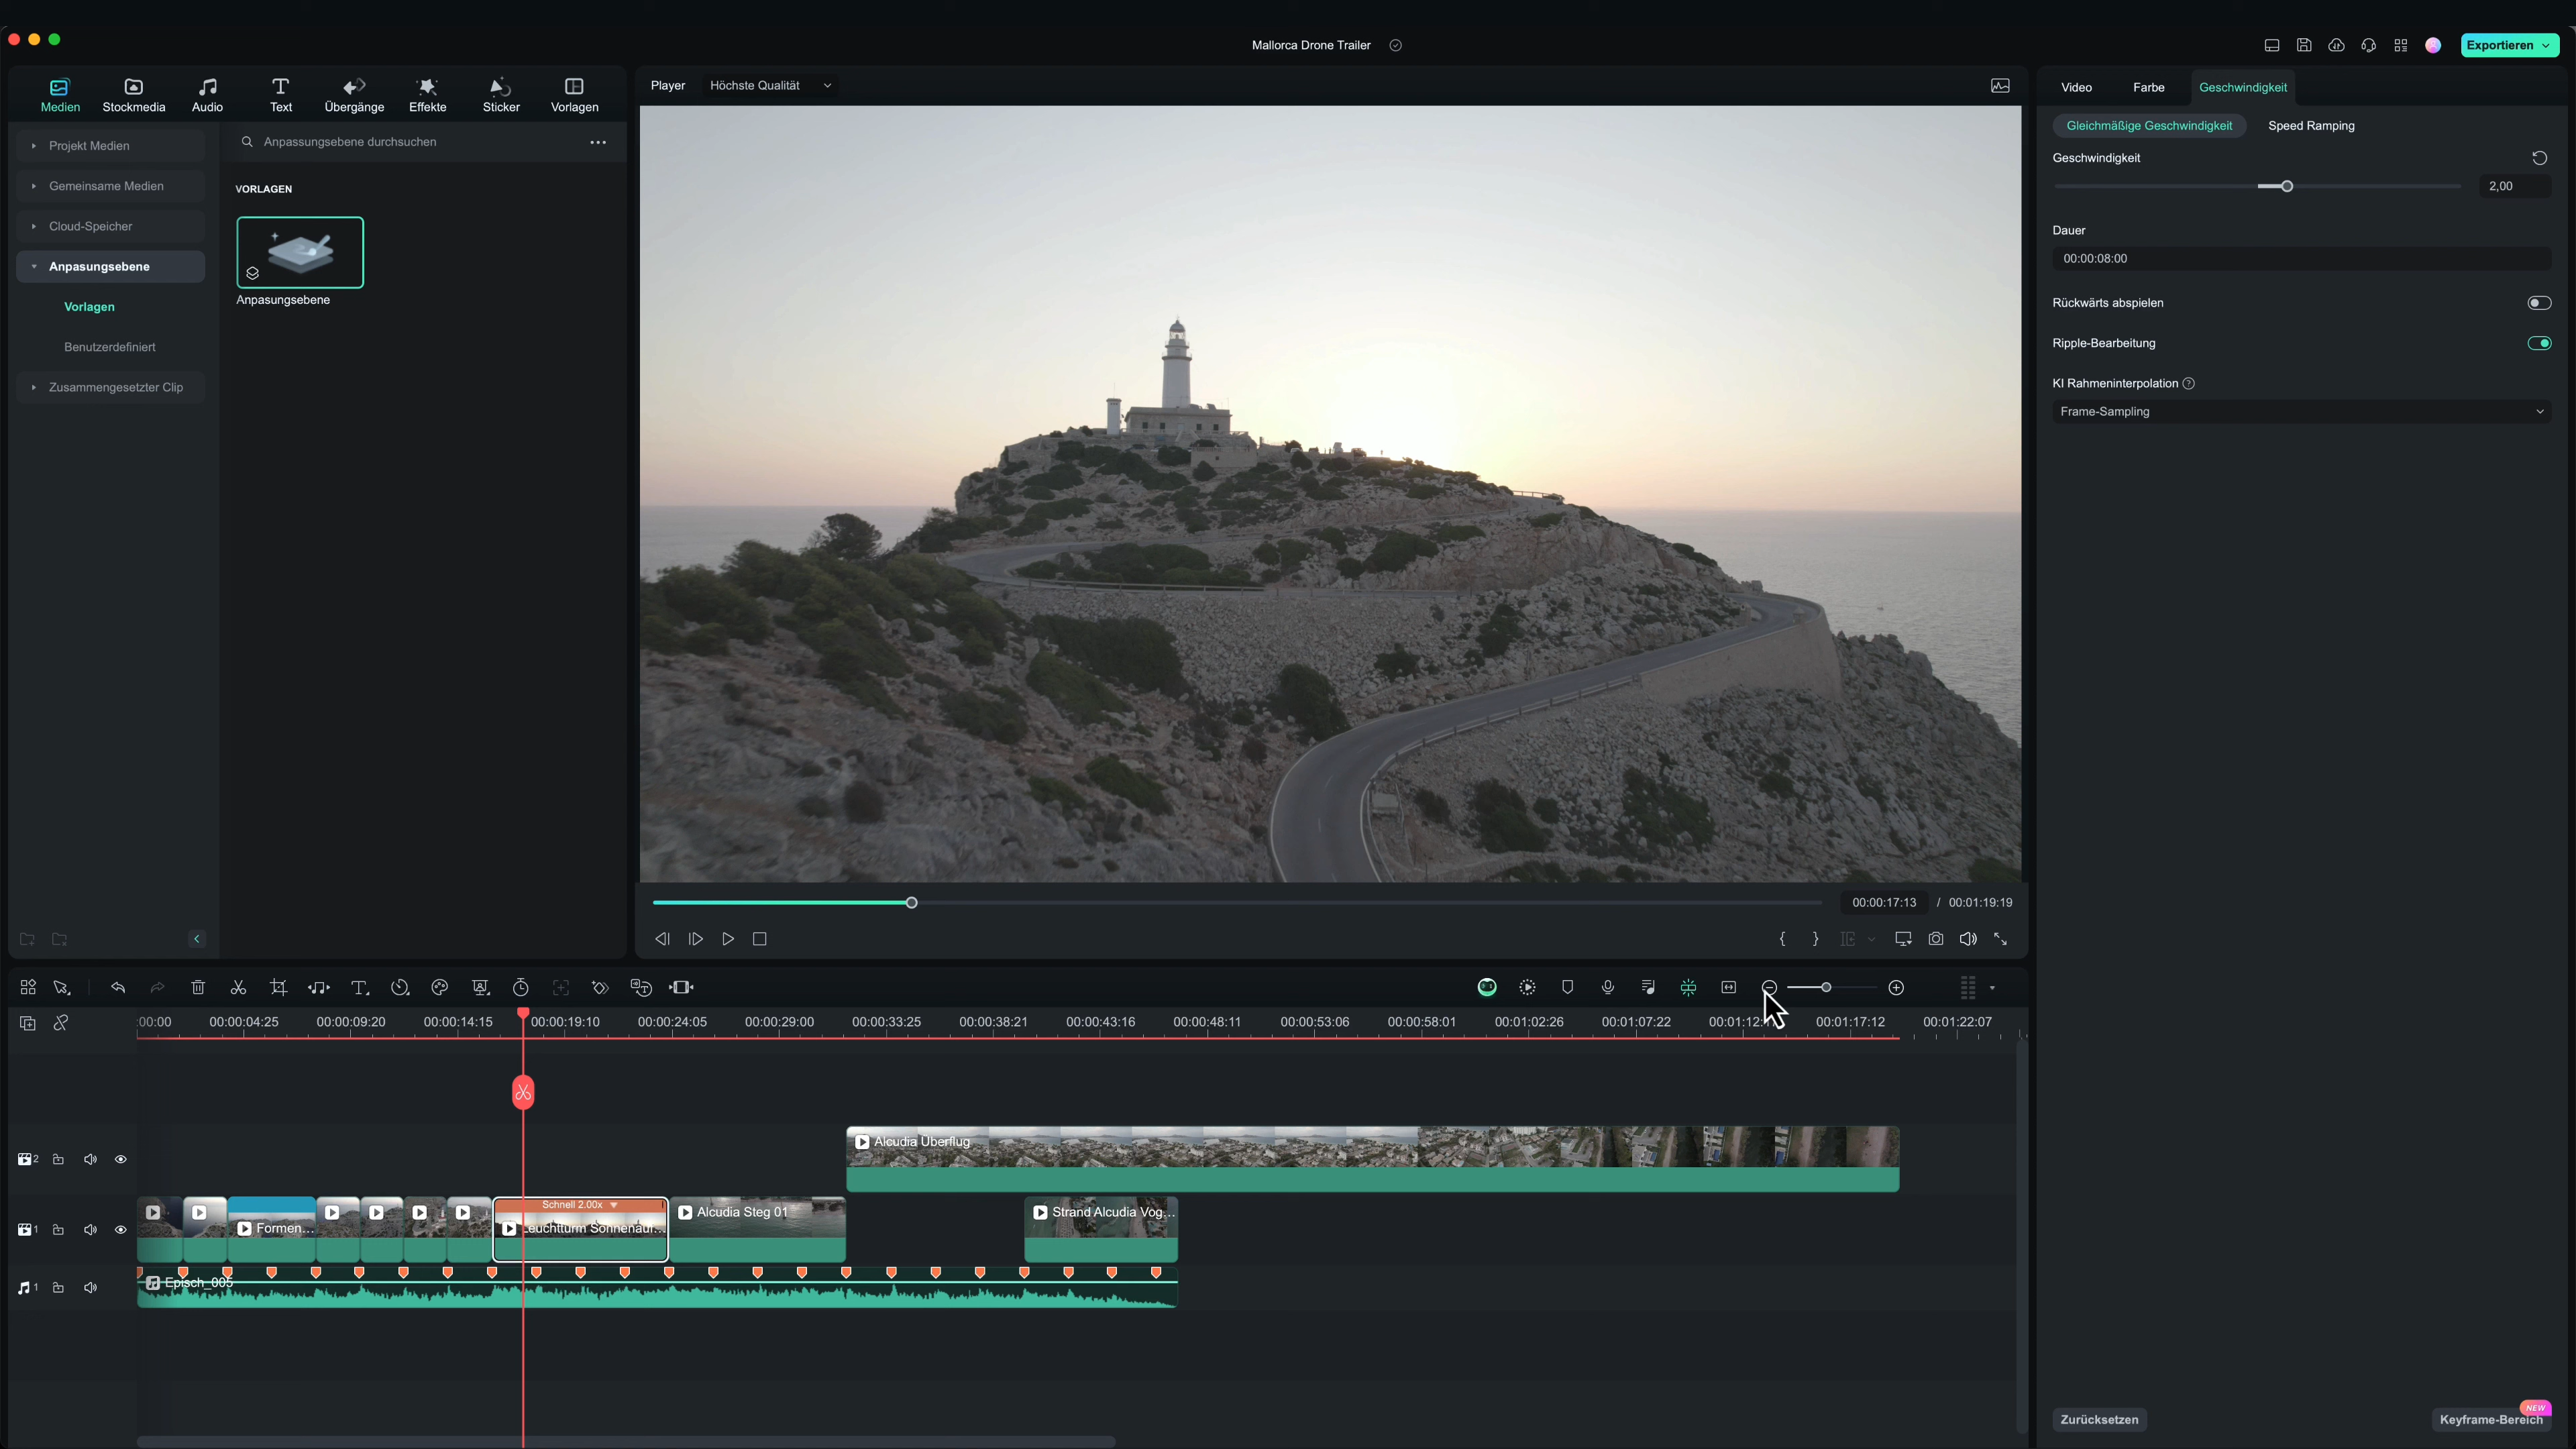 Mallorca Drone Trailer
Exportieren
Medien
Stockmedia
Audio
Text
Übergänge
Effekte
Sticker
Vorlagen
Projekt Medien
Gemeinsame Medien
Cloud-Speicher
Anpasungsebene
Vorlagen
Benutzerdefiniert
Zusammengesetzter Clip
Anpassungsebene durchsuchen
VORLAGEN
Anpasungsebene
Player Höchste Qualität
00:00:17:13 / 00:01:19:19
Video
Farbe
Geschwindigkeit
Gleichmäßige Geschwindigkeit
Speed Ramping
Geschwindigkeit
2,00
Dauer
00:00:08:00
Rückwärts abspielen
Ripple-Bearbeitung
KI Rahmeninterpolation
Frame-Sampling
:00:00 00:00:04:25 00:00:09:20 00:00:14:15 00:00:19:10 00:00:24:05 00:00:29:00 00:00:33:25 00:00:38:21 00:00:43:16 00:00:48:11 00:00:53:06 00:00:58:01 00:01:02:26 00:01:07:22 00:01:17:12 00:01:22:07
2
Alcudia Überflug
1
Formen...
Schnell 2.00x
Leuchtturm Sonnenauf...
Alcudia Steg 01
Strand Alcudia Vog...
1
Episch_005
Zurücksetzen
NEW
Keyframe-Bereich